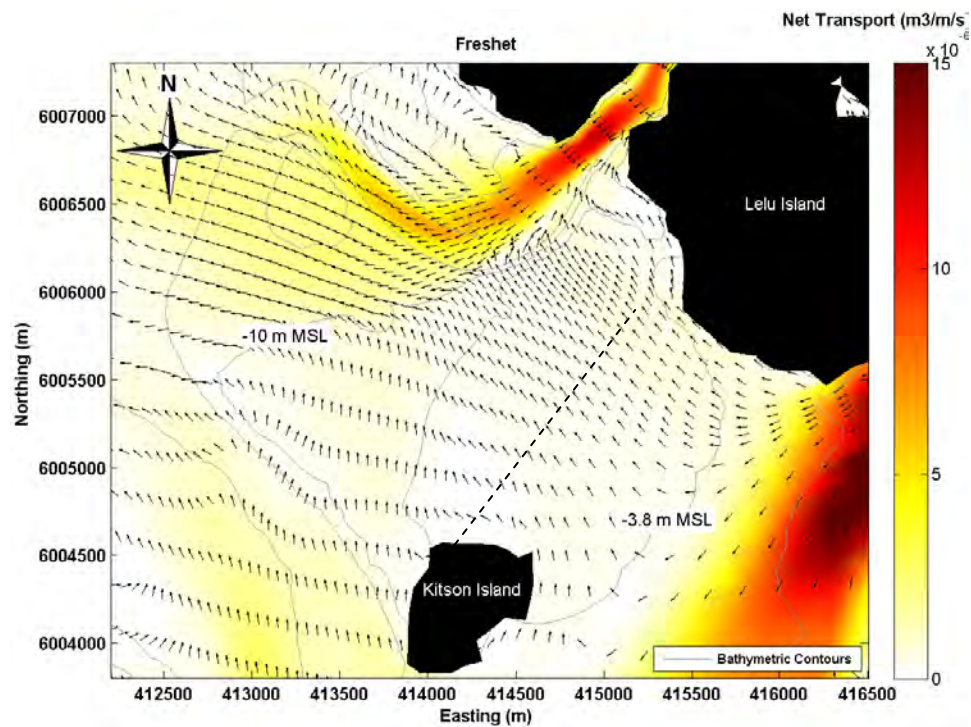 Net Transport (m3/m/s)
x 10⁻⁶
Freshet
15
N
7000
6007000
6006500
Lelu Island
10
6006000
-10 m MSL
6005500
Northing (m)
6005000
5
-3.8 m MSL
6004500
Kitson Island
6004000
Bathymetric Contours
0
412500 413000 413500 414000 414500 415000 415500 416000 416500
Easting (m)